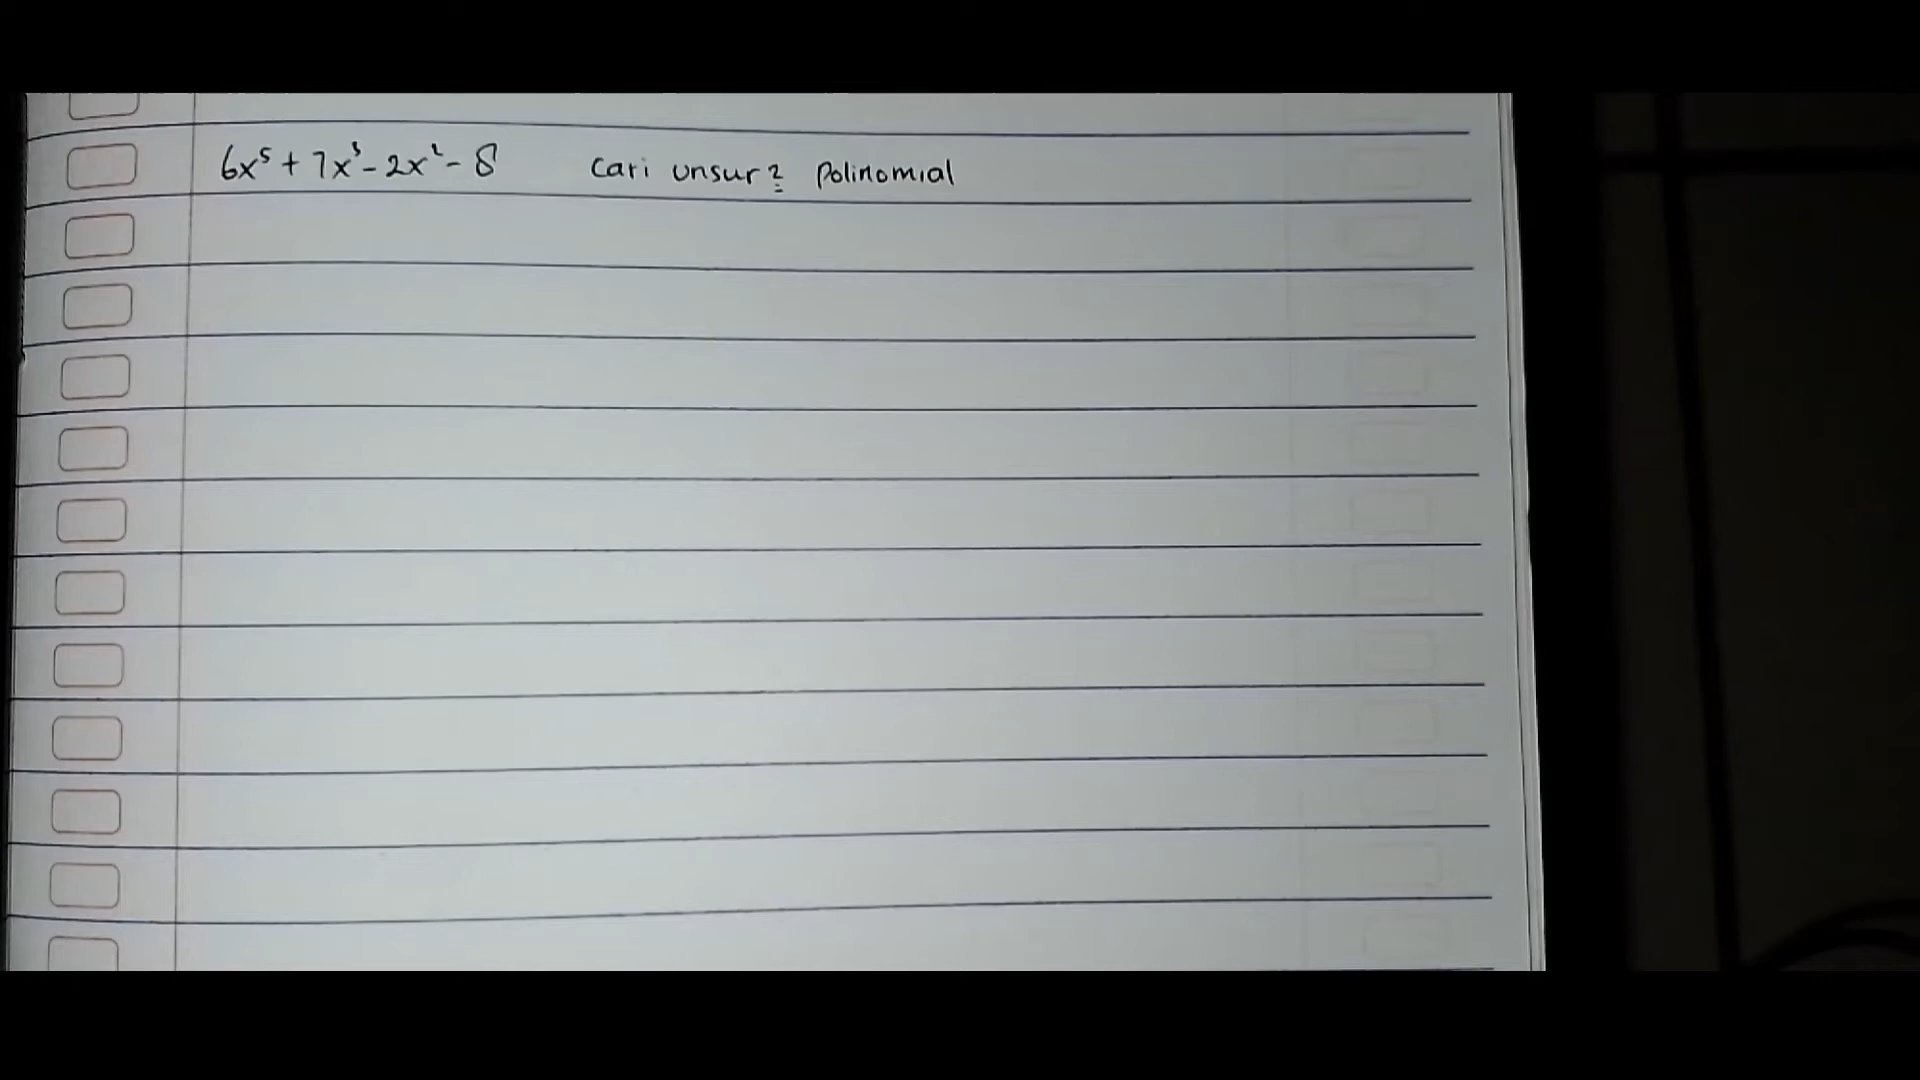 6x⁵ + 7x³ - 2x² - 8 Cari unsur2 Polinomial